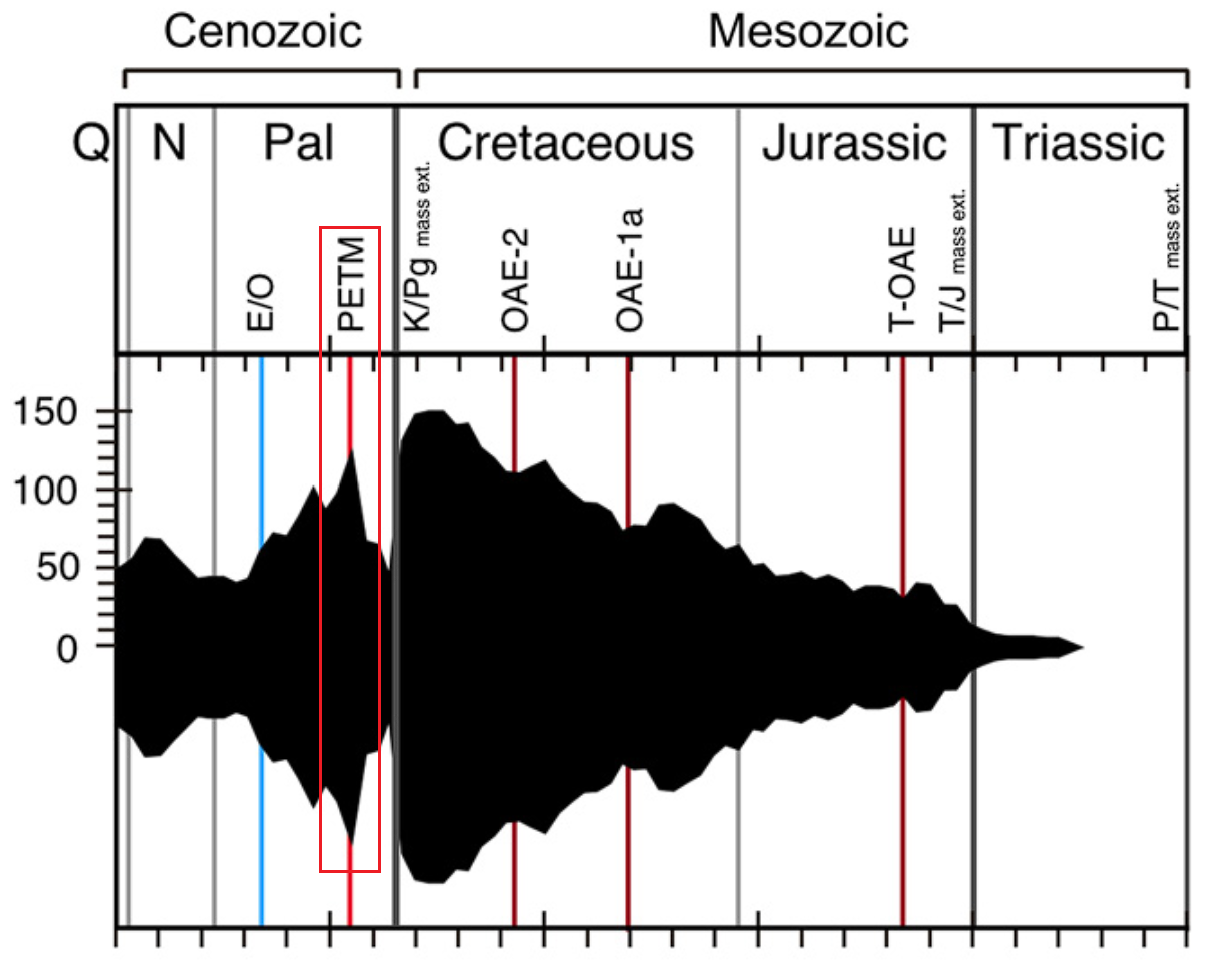 Cenozoic Mesozoic
Q N Pal Cretaceous Jurassic Triassic
E/O
PETM
K/Pg mass ext.
OAE-2
OAE-1a
T-OAE
T/J mass ext.
P/T mass ext.
150
100
50
0